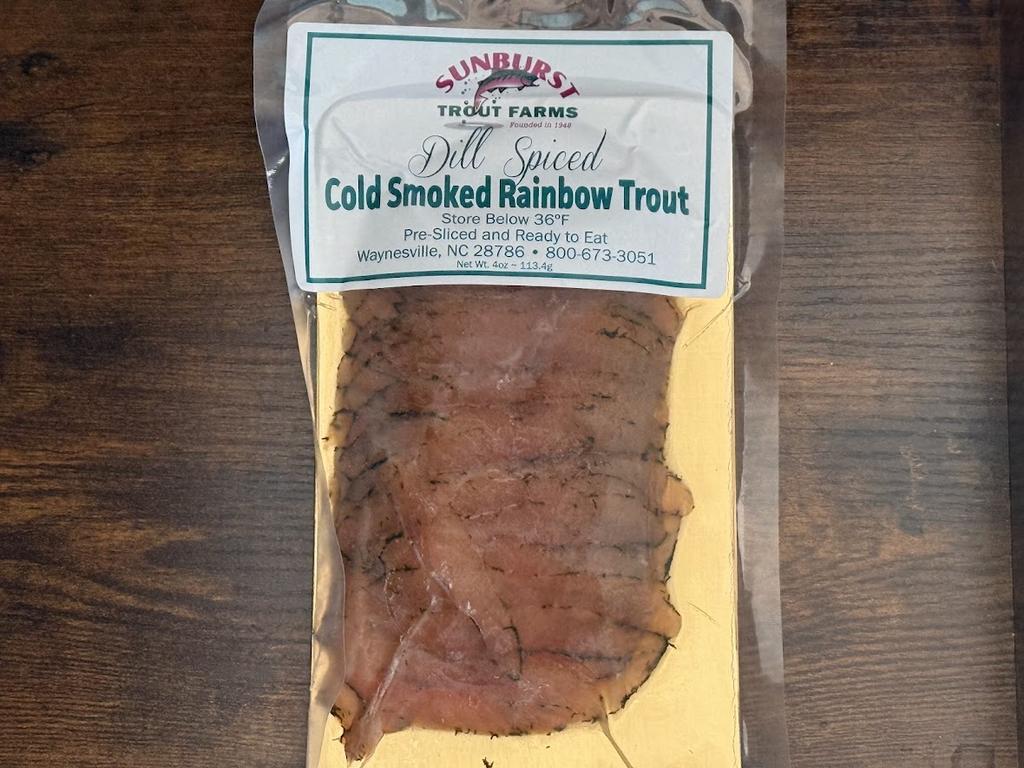 SUNBURST
TROUT FARMS
Founded in 1948
Dill Spiced
Cold Smoked Rainbow Trout
Store Below 36°F
Pre-Sliced and Ready to Eat
Waynesville, NC 28786 • 800-673-3051
Net Wt. 4oz ~ 113.4g